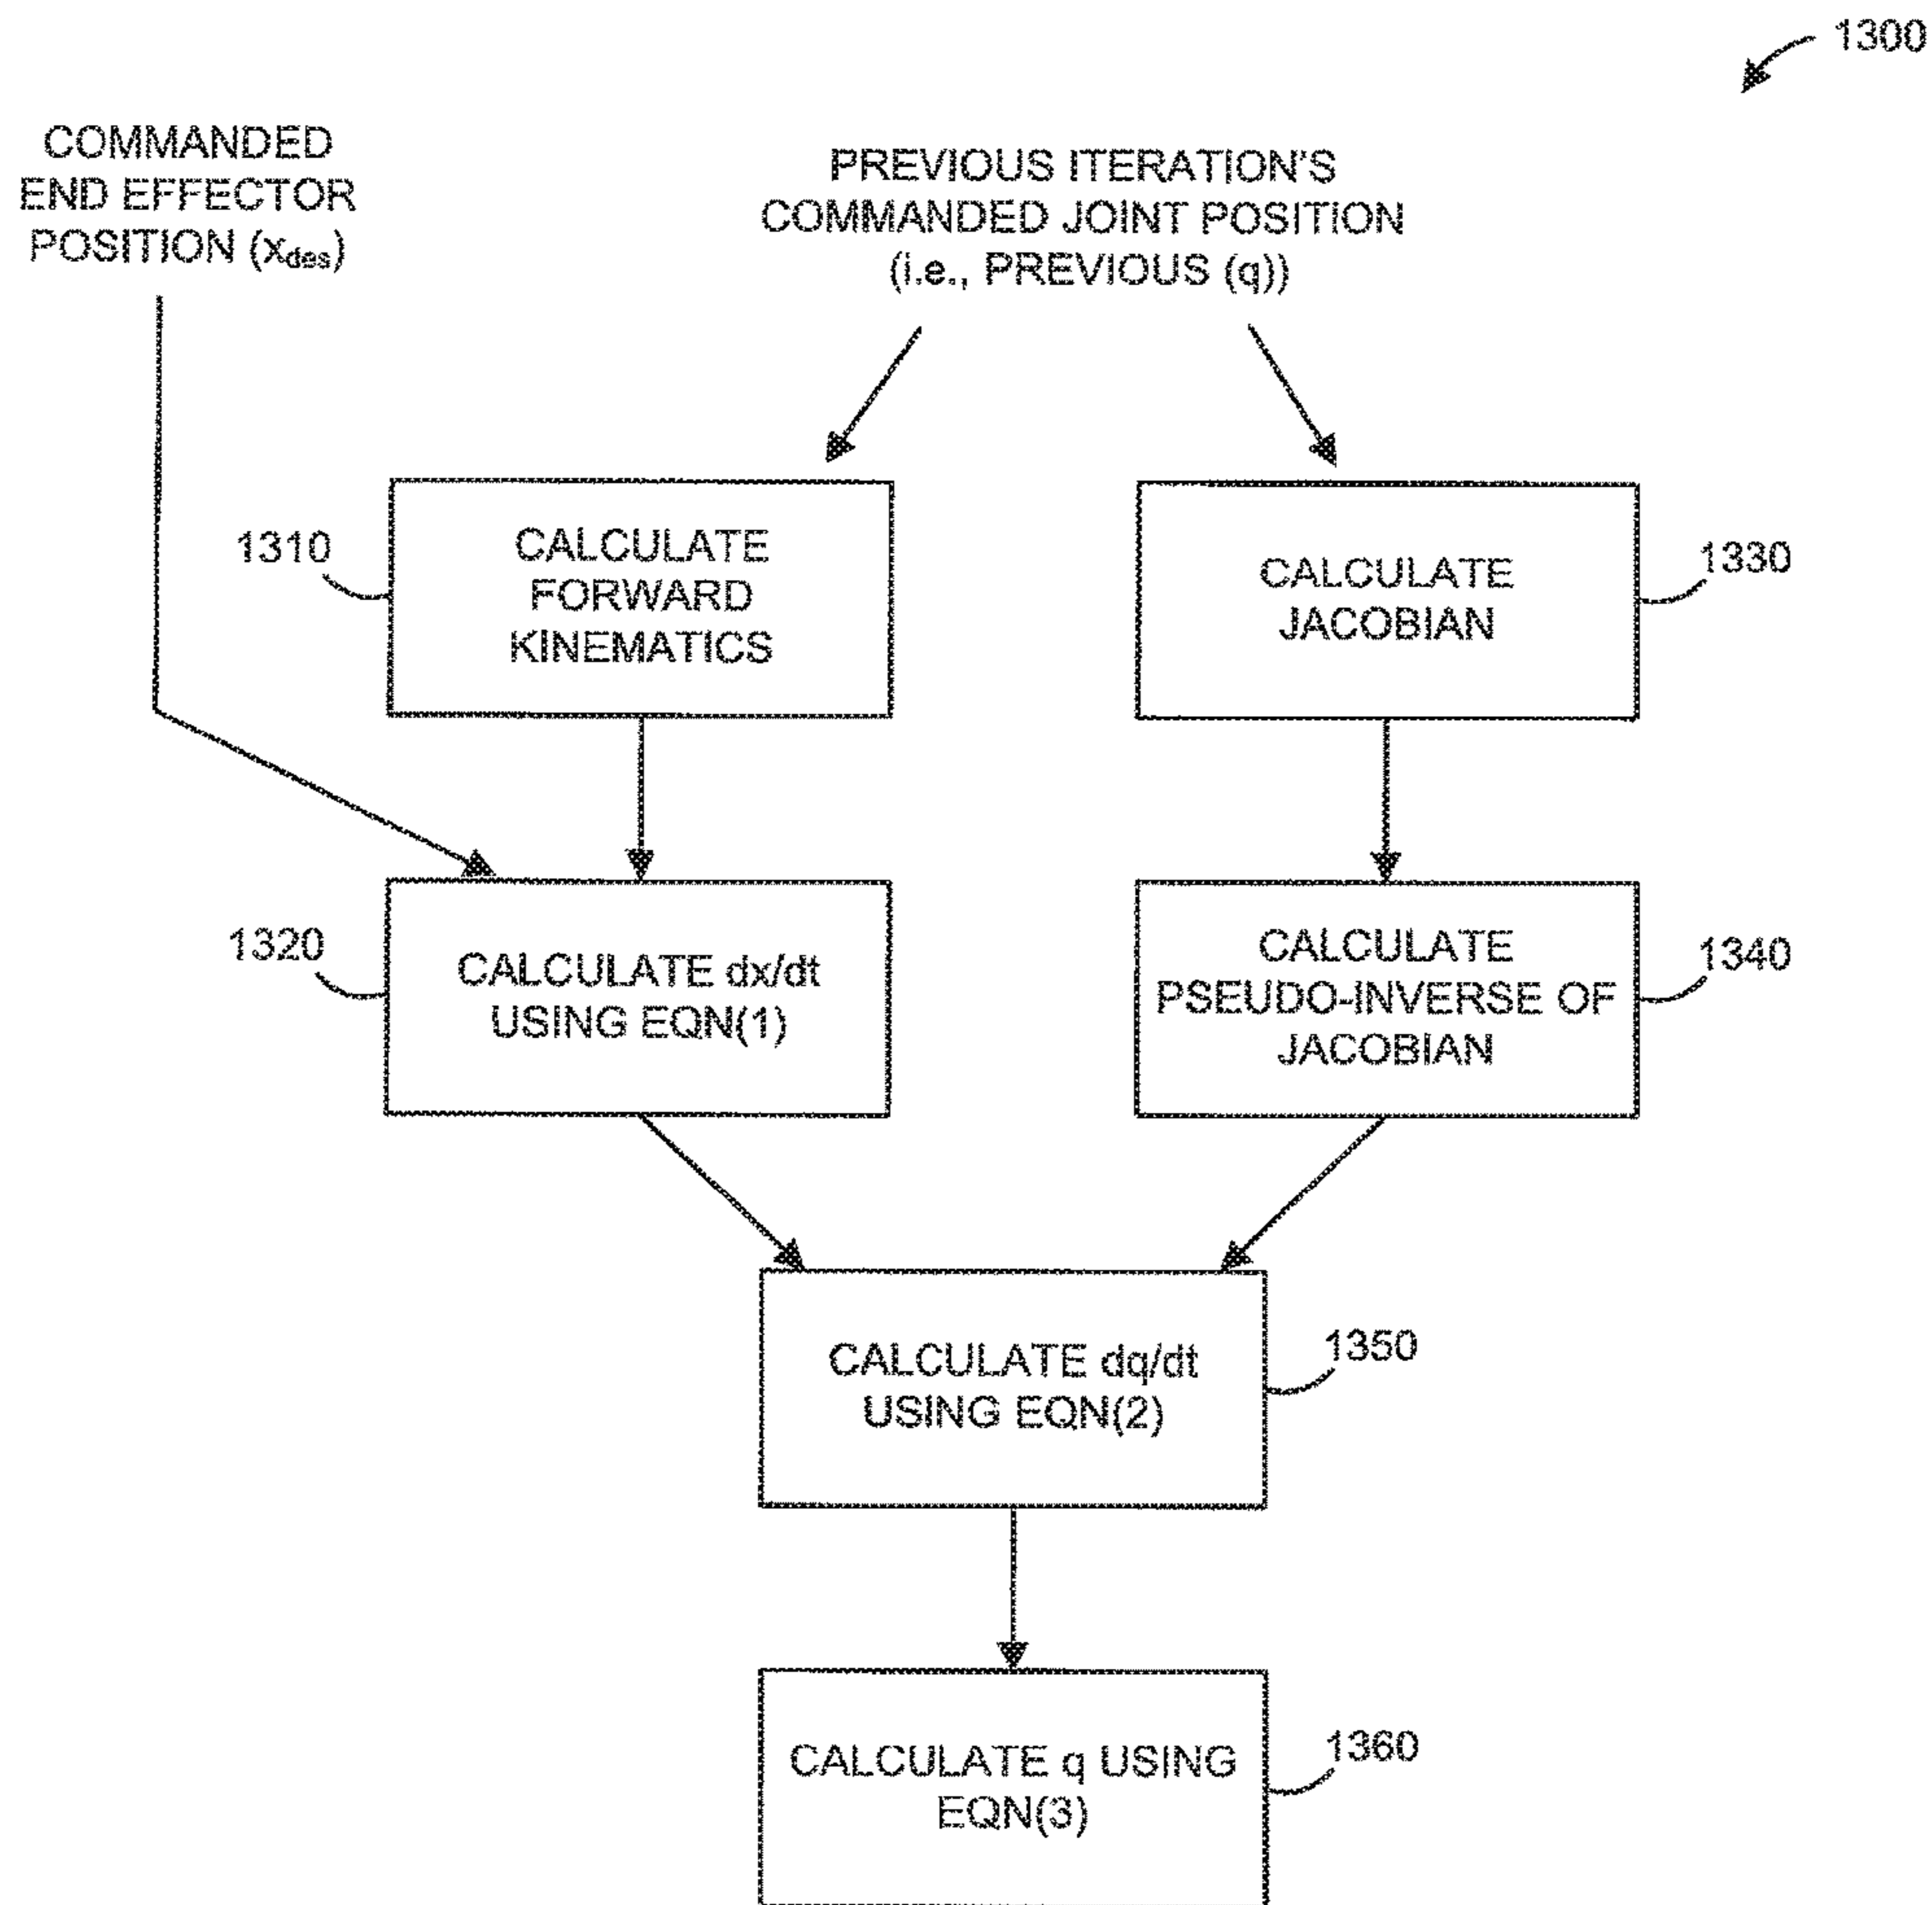 1300
COMMANDED
END EFFECTOR
POSITION (xdes)
PREVIOUS ITERATION'S
COMMANDED JOINT POSITION
(i.e., PREVIOUS (q))
1310
CALCULATE
FORWARD
KINEMATICS
CALCULATE
JACOBIAN
1330
1320
CALCULATE dx/dt
USING EQN(1)
CALCULATE
PSEUDO-INVERSE OF
JACOBIAN
1340
CALCULATE dq/dt
USING EQN(2)
1350
CALCULATE q USING
EQN(3)
1360